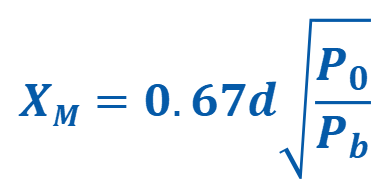 X_M = 0.67d √(P_0/P_b)